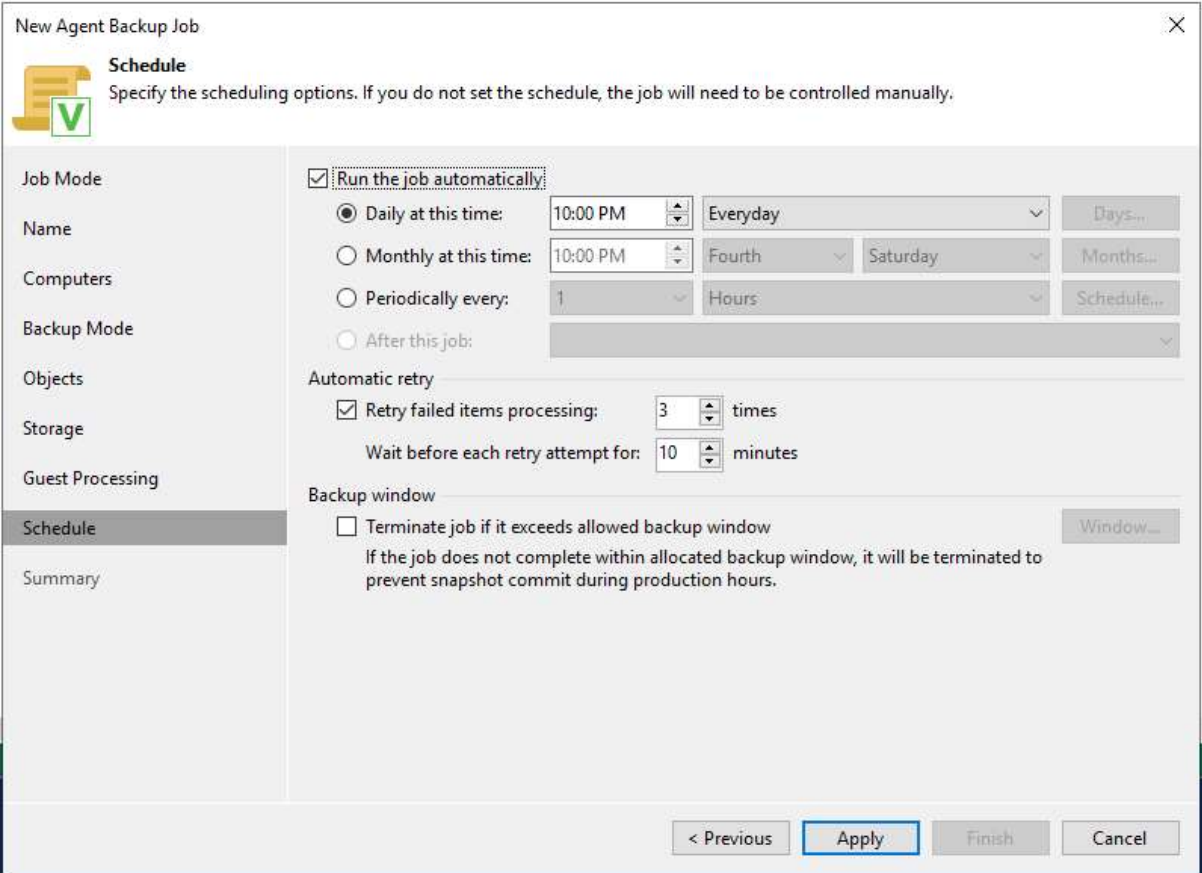 New Agent Backup Job
Schedule
Specify the scheduling options. If you do not set the schedule, the job will need to be controlled manually.
V
Job Mode
Name
Computers
Backup Mode
Objects
Storage
Guest Processing
Schedule
Summary
Run the job automatically
Daily at this time: 10:00 PM Everyday Days...
Monthly at this time: 10:00 PM Fourth Saturday Months...
Periodically every: 1 Hours Schedule...
After this job:
Automatic retry
Retry failed items processing: 3 times
Wait before each retry attempt for: 10 minutes
Backup window
Terminate job if it exceeds allowed backup window Window...
If the job does not complete within allocated backup window, it will be terminated to
prevent snapshot commit during production hours.
< Previous Apply Finish Cancel